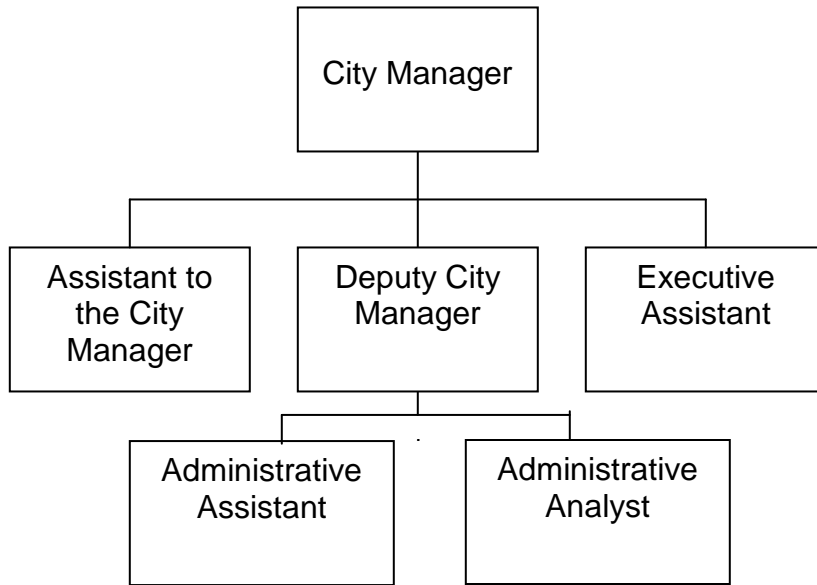 City Manager
Assistant to
the City
Manager
Deputy City
Manager
Executive
Assistant
Administrative
Assistant
Administrative
Analyst